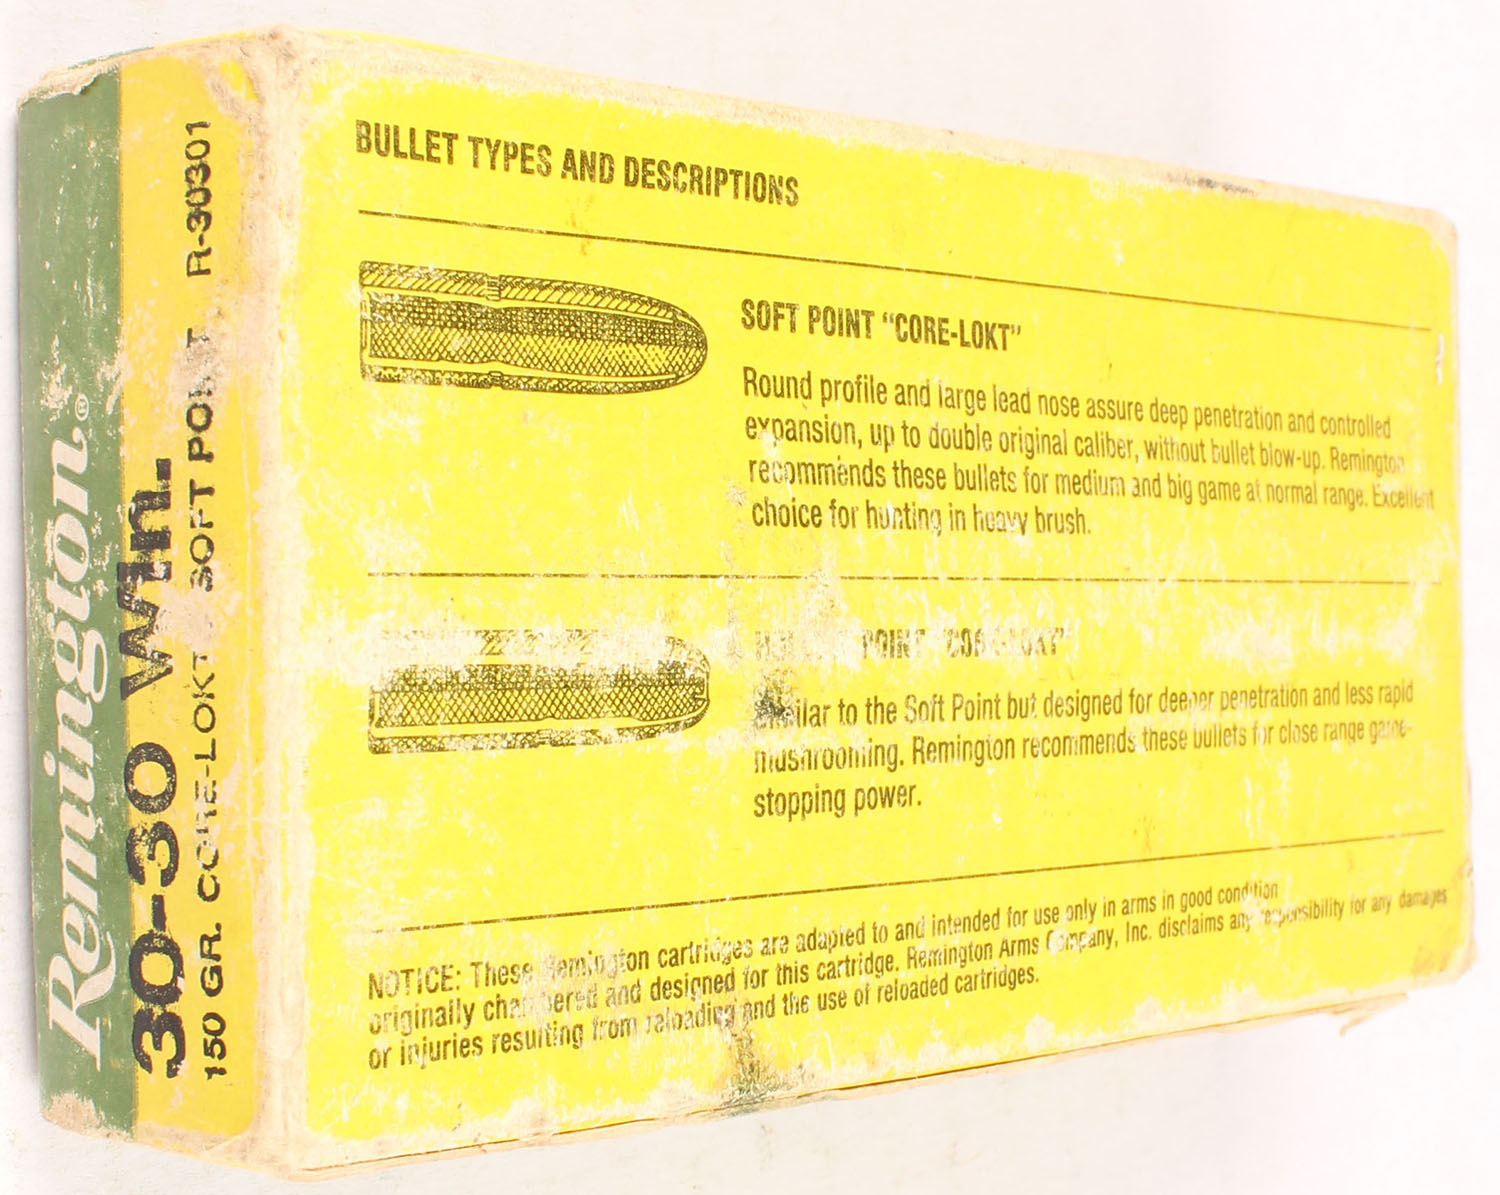 Remington®
30-30 Win.
150 GR. CORE-LOKT SOFT POINT R-30301
BULLET TYPES AND DESCRIPTIONS
SOFT POINT "CORE-LOKT"
Round profile and large lead nose assure deep penetration and controlled
expansion, up to double original caliber, without bullet blow-up. Remington
recommends these bullets for medium and big game at normal range. Excellent
choice for hunting in heavy brush.
POINT "CORE-LOKT"
Similar to the Soft Point but designed for deeper penetration and less rapid
mushrooming. Remington recommends these bullets for close range game-
stopping power.
NOTICE: These Remington cartridges are adapted to and intended for use only in arms in good condition
originally chambered and designed for this cartridge. Remington Arms Company, Inc. disclaims any responsibility for any damages
or injuries resulting from reloading and the use of reloaded cartridges.